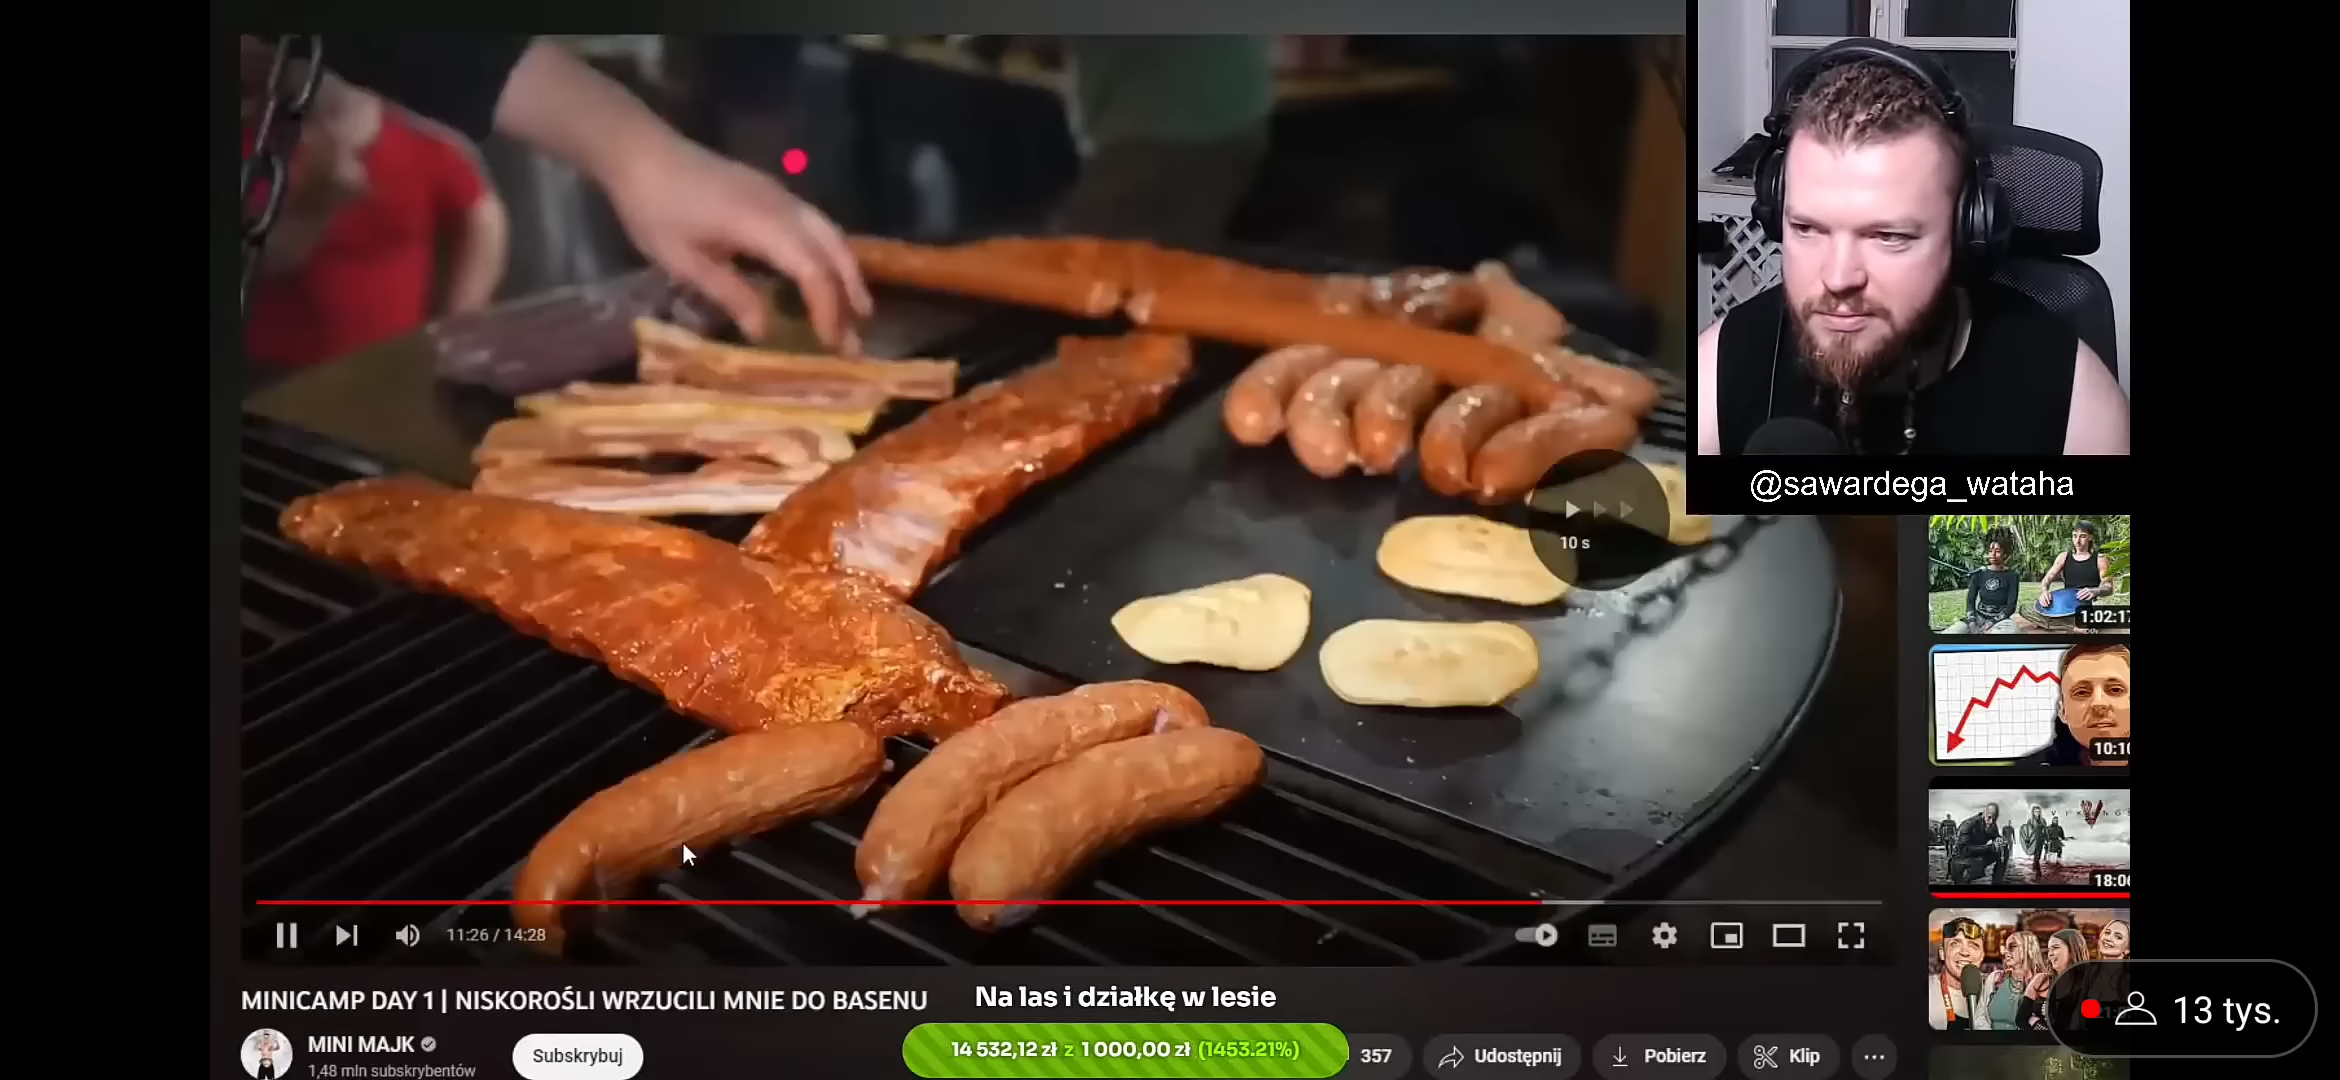 @sawardega_wataha
10 s
1:02:17
10:10
18:06
11:26 / 14:28
MINICAMP DAY 1 | NISKOROŚLI WRZUCILI MNIE DO BASENU
Na las i działkę w lesie
13 tys.
MINI MAJK
1,48 mln subskrybentów
Subskrybuj
14 532,12 zł z 1 000,00 zł (1453.21%)
357
Udostępnij
Pobierz
Klip